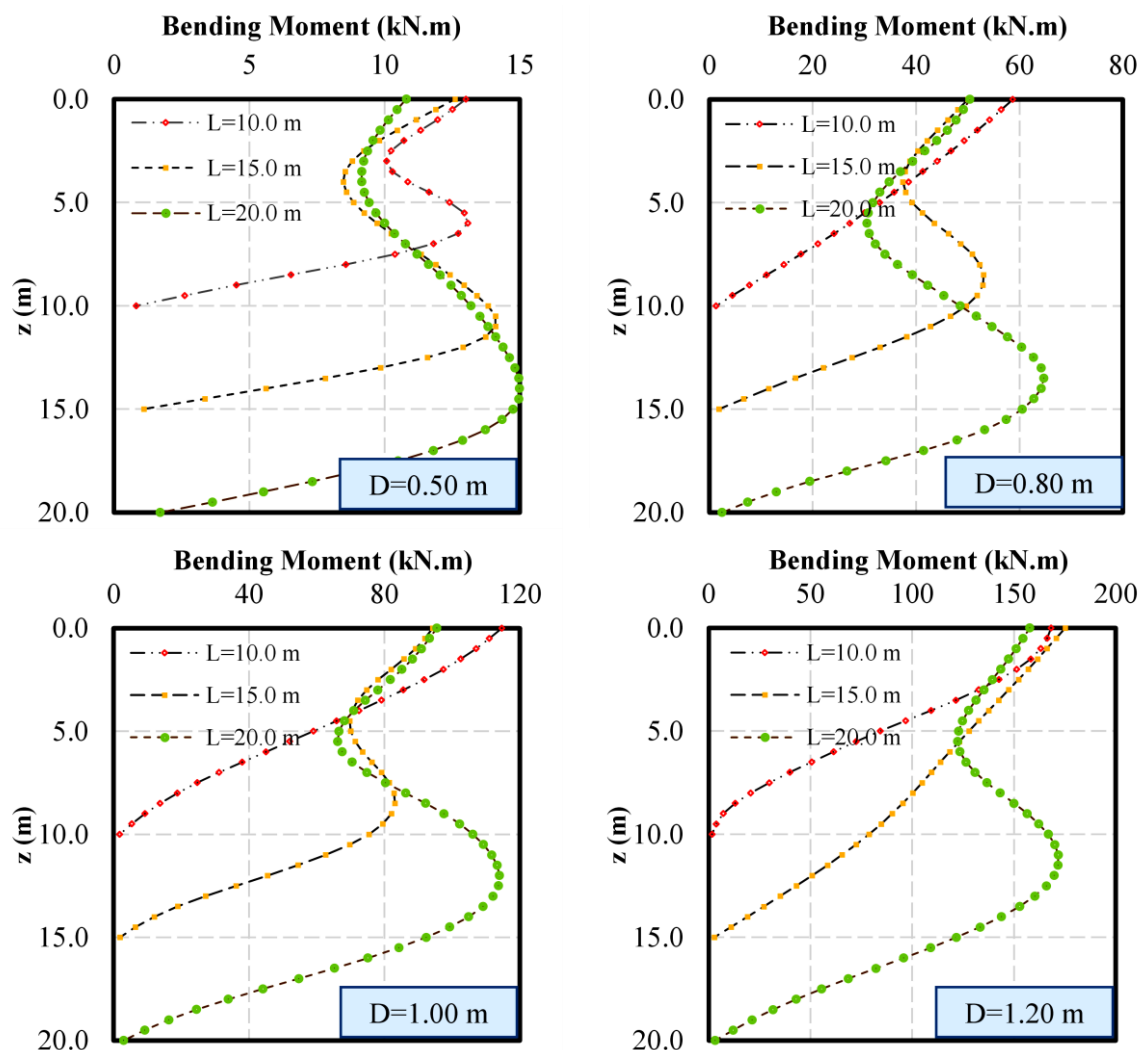 Bending Moment (kN.m)
0 5 10 15
0.0
5.0
10.0
15.0
20.0
z (m)
L=10.0 m
L=15.0 m
L=20.0 m
D=0.50 m
Bending Moment (kN.m)
0 20 40 60 80
0.0
5.0
10.0
15.0
20.0
z (m)
L=10.0 m
L=15.0 m
L=20.0 m
D=0.80 m
Bending Moment (kN.m)
0 40 80 120
0.0
5.0
10.0
15.0
20.0
z (m)
L=10.0 m
L=15.0 m
L=20.0 m
D=1.00 m
Bending Moment (kN.m)
0 50 100 150 200
0.0
5.0
10.0
15.0
20.0
z (m)
L=10.0 m
L=15.0 m
L=20.0 m
D=1.20 m